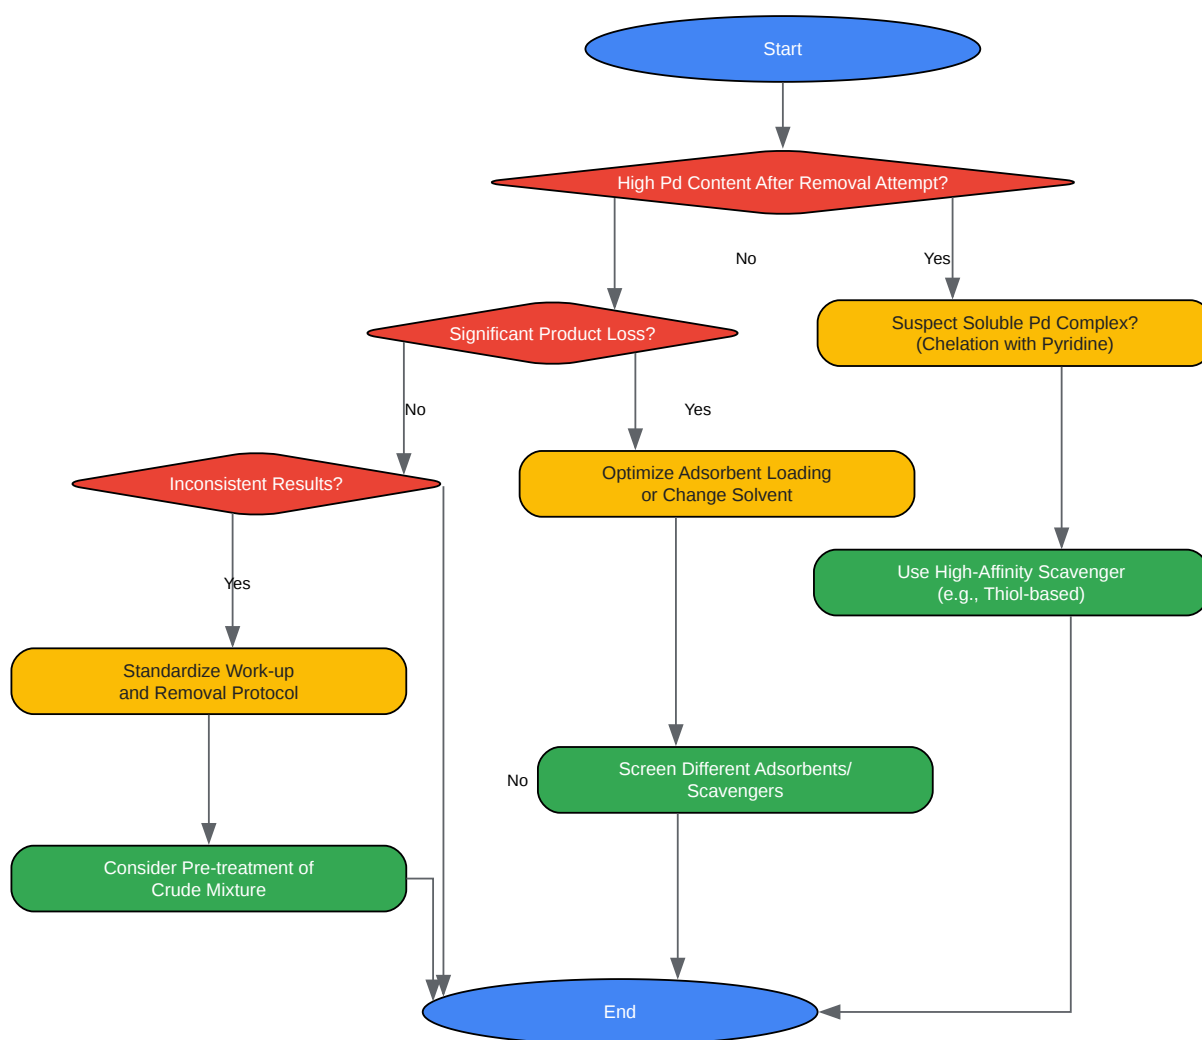 Start
High Pd Content After Removal Attempt?
No
Yes
Suspect Soluble Pd Complex?
(Chelation with Pyridine)
Significant Product Loss?
No
Yes
Optimize Adsorbent Loading
or Change Solvent
Inconsistent Results?
Use High-Affinity Scavenger
(e.g., Thiol-based)
Yes
Standardize Work-up
and Removal Protocol
No
Screen Different Adsorbents/
Scavengers
Consider Pre-treatment of
Crude Mixture
End